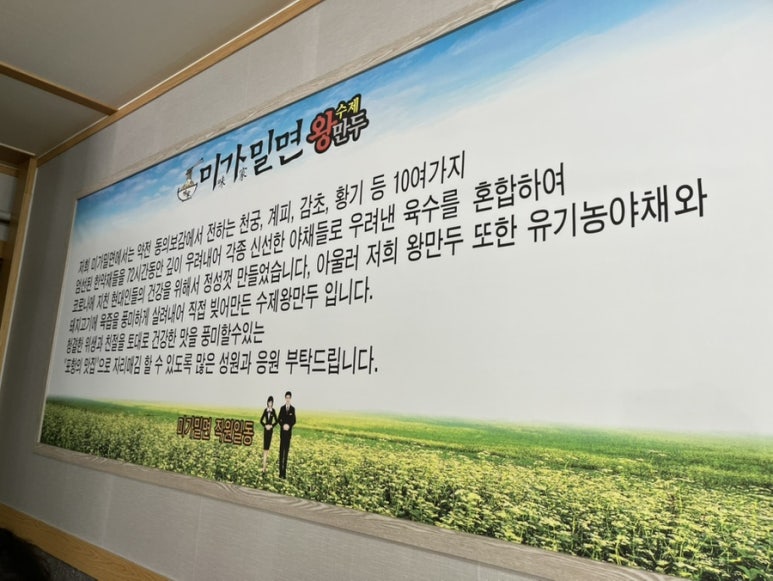 미가밀면 수제 왕만두
味家
저희 미가밀면에서는 약전 동의보감에서 전하는 천궁, 계피, 감초, 황기 등 10여가지
엄선된 한약재들을 72시간동안 깊이 우려내어 각종 신선한 야채들로 우려낸 육수를 혼합하여
코로나에 지친 현대인들의 건강을 위해서 정성껏 만들었습니다, 아울러 저희 왕만두 또한 유기농야채와
돼지고기에 육즙을 풍미하게 살려내어 직접 빚어만든 수제왕만두 입니다.
청결한 위생과 친절을 토대로 건강한 맛을 풍미할수있는
"포항의 맛집"으로 자리매김 할 수 있도록 많은 성원과 응원 부탁드립니다.
미가밀면 직원일동